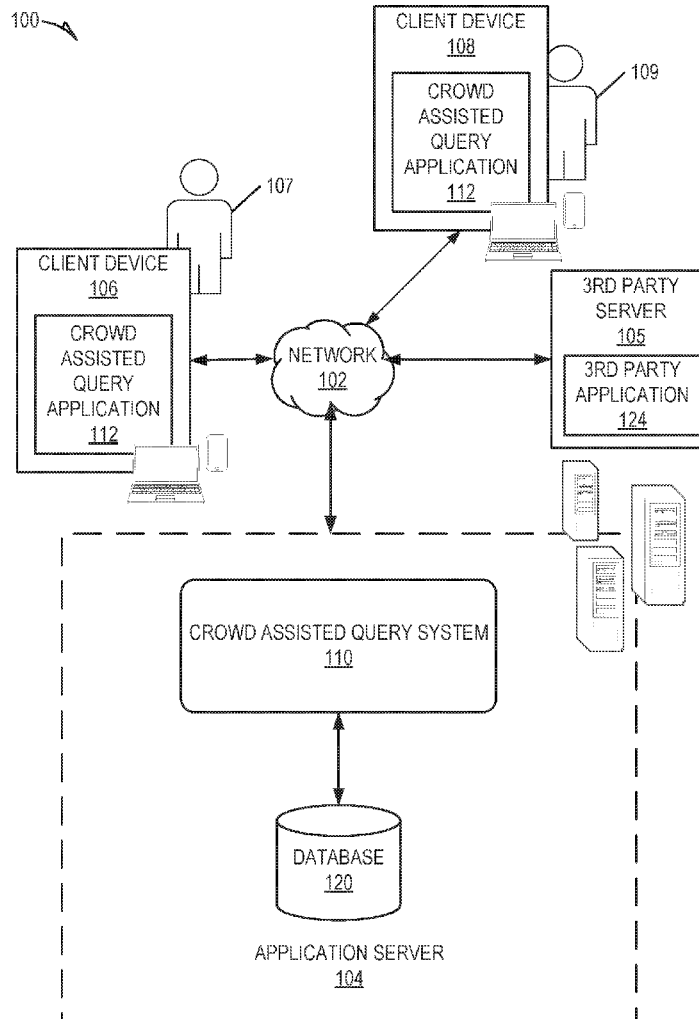 100
CLIENT DEVICE
108
109
CROWD
ASSISTED
QUERY
APPLICATION
112
107
CLIENT DEVICE
106
CROWD
ASSISTED
QUERY
APPLICATION
112
NETWORK
102
3RD PARTY
SERVER
105
3RD PARTY
APPLICATION
124
CROWD ASSISTED QUERY SYSTEM
110
DATABASE
120
APPLICATION SERVER
104